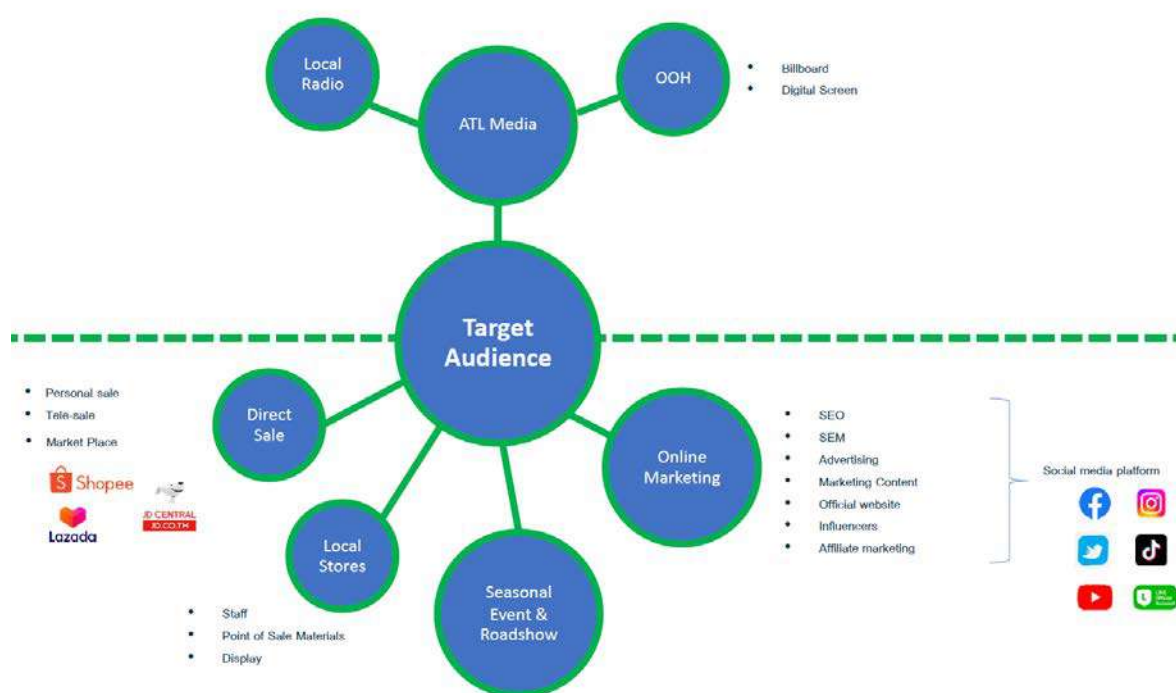 Local
Radio
ATL Media
OOH
Billboard
Digital Screen
Target
Audience
Personal sale
Tele-sale
Market Place
Shopee
JD CENTRAL
JD.CO.TH
Lazada
Direct
Sale
Online
Marketing
SEO
SEM
Advertising
Marketing Content
Official website
Influencers
Affiliate marketing
Social media platform
Local
Stores
Seasonal
Event &
Roadshow
Staff
Point of Sale Materials
Display